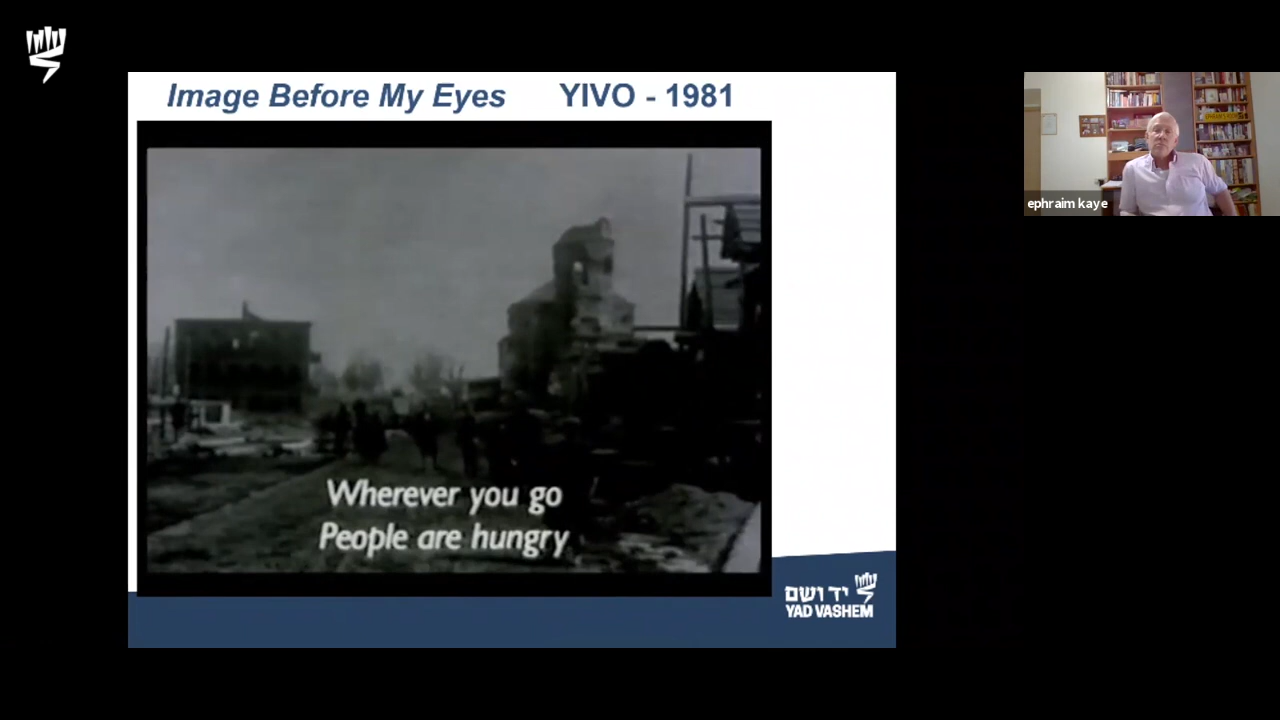 Image Before My Eyes YIVO - 1981
Wherever you go
People are hungry
ephraim kaye
יד ושם
YAD VASHEM